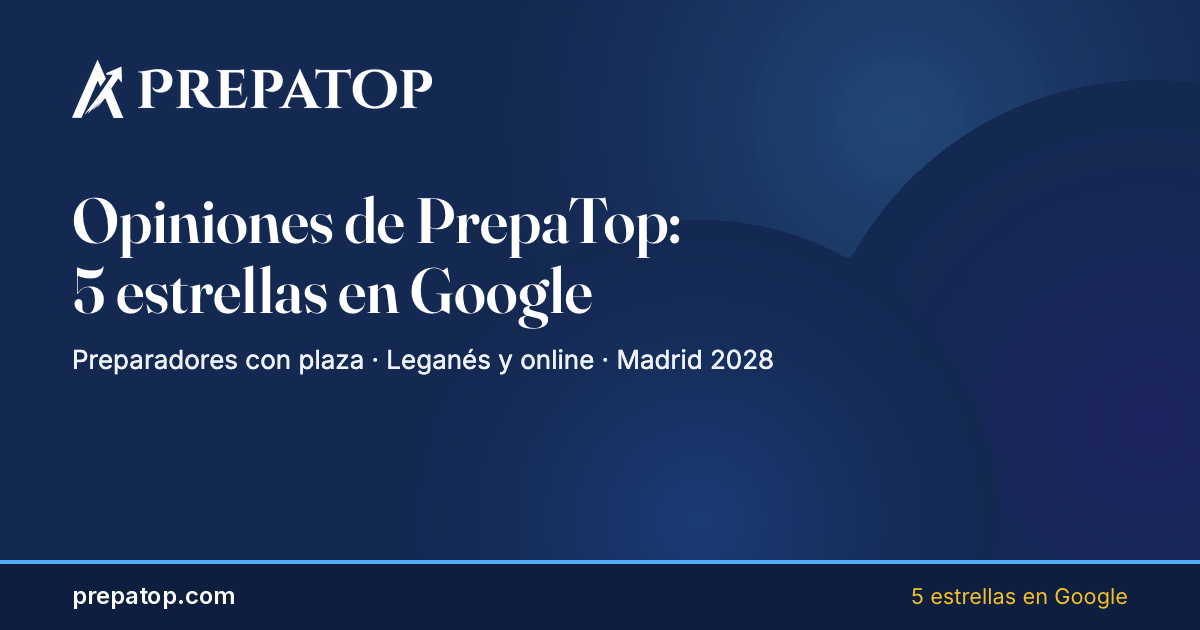 PREPATOP
Opiniones de PrepaTop:
5 estrellas en Google
Preparadores con plaza · Leganés y online · Madrid 2028
prepatop.com
5 estrellas en Google